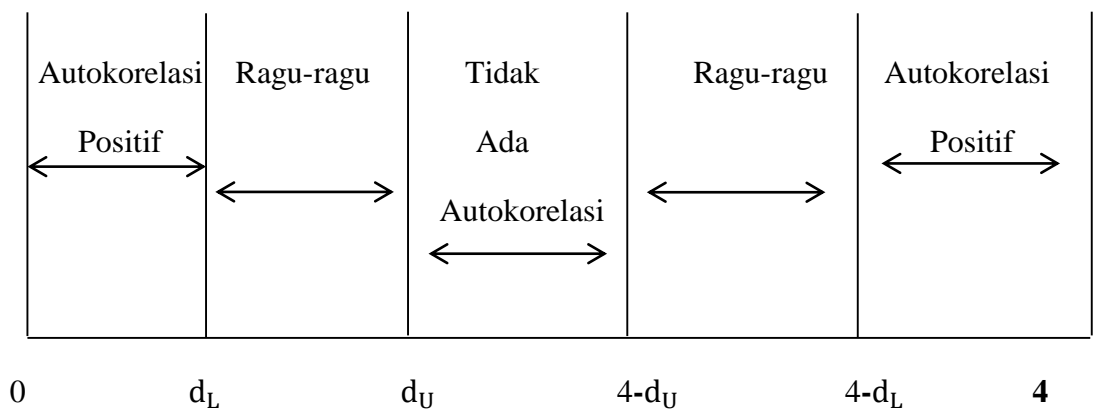 Autokorelasi Ragu-ragu Tidak Ragu-ragu Autokorelasi
Positif Ada Positif
Autokorelasi
0 dL dU 4-dU 4-dL 4